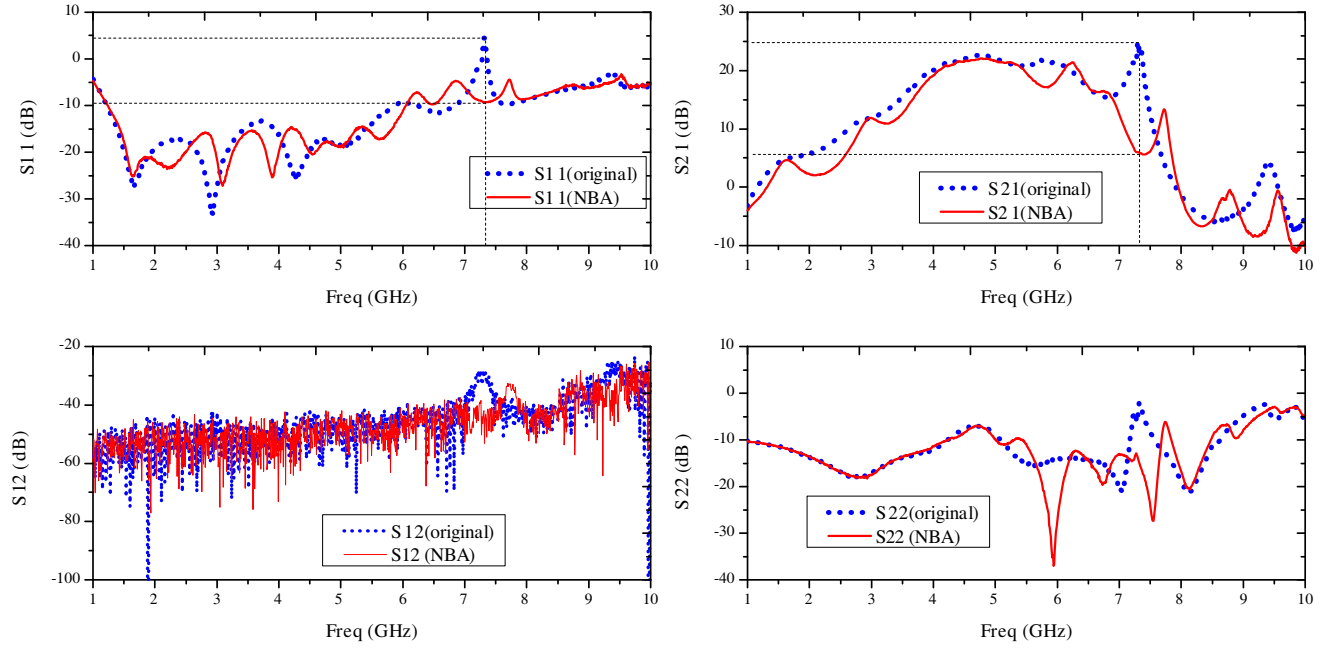 10
5
0
-10
-20
-30
40
S1 1 (dB)
S1 1(original)
S1 1(NBA)
1 2 3 4 5 6 7 8 9 10
Freq (GHz)
30
20
10
0
-10
S2 1 (dB)
S 21(original)
S2 1(NBA)
1 2 3 4 5 6 7 8 9 10
Freq (GHz)
-20
-40
-60
-80
-100
S 12 (dB)
S 12(original)
S12 (NBA)
1 2 3 4 5 6 7 8 9 10
Freq (GHz)
10
0
-10
-20
-30
-40
S 22 (dB )
S 22(original)
S22 (NBA)
1 2 3 4 5 6 7 8 9 10
Freq (GHz)